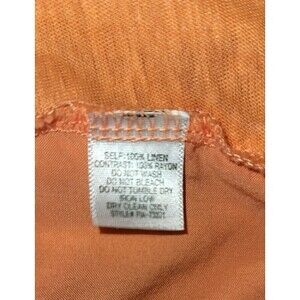 SELF: 100% LINEN
CONTRAST: 100% RAYON
DO NOT WASH
DO NOT BLEACH
DO NOT TUMBLE DRY
IRON LOW
DRY CLEAN ONLY
STYLE#